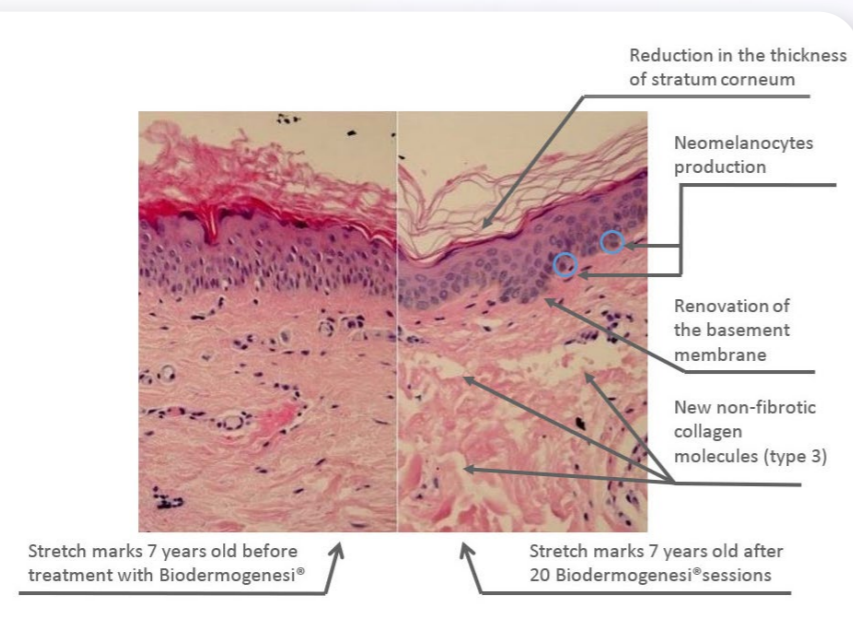 Reduction in the thickness
of stratum corneum
Neomelanocytes
production
Renovation of
the basement
membrane
New non-fibrotic
collagen
molecules (type 3)
Stretch marks 7 years old before
treatment with Biodermogenesi®
Stretch marks 7 years old after
20 Biodermogenesi®sessions